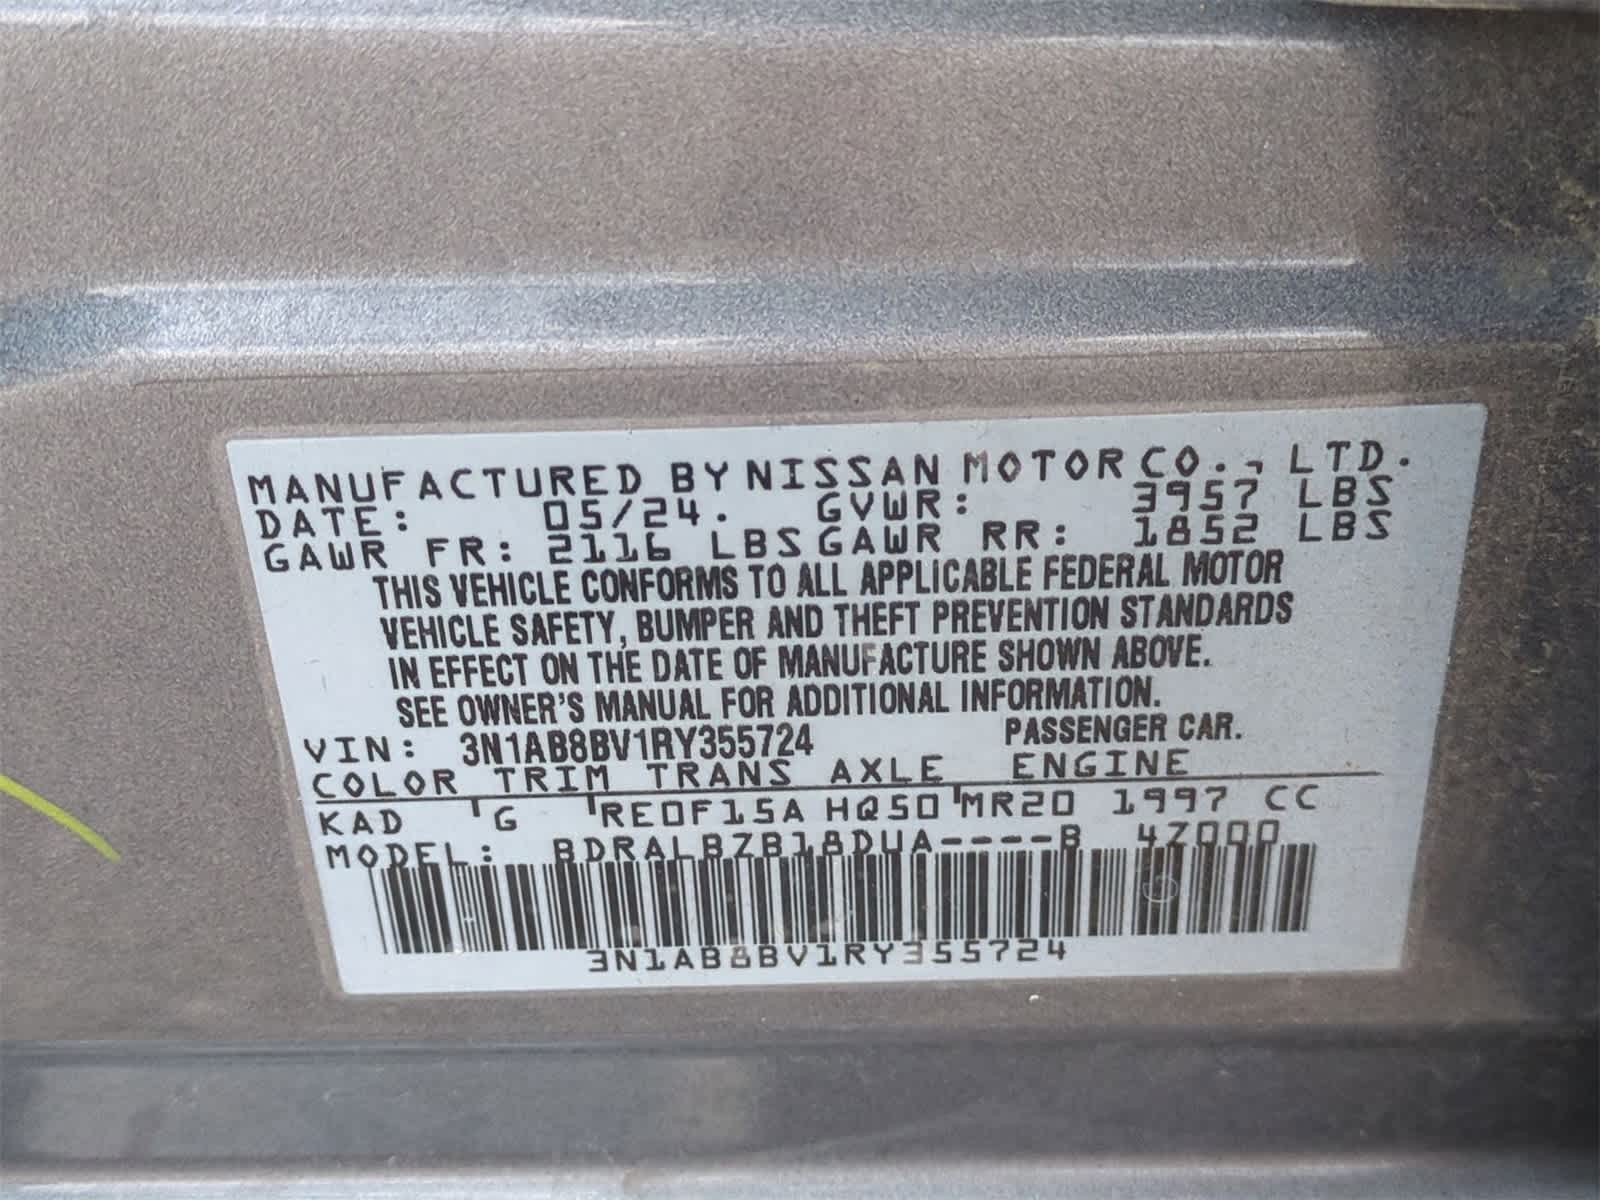 MANUFACTURED BY NISSAN MOTOR CO., LTD.
DATE: 05/24. GVWR: 3957 LBS
GAWR FR: 2116 LBS GAWR RR: 1852 LBS
THIS VEHICLE CONFORMS TO ALL APPLICABLE FEDERAL MOTOR
VEHICLE SAFETY, BUMPER AND THEFT PREVENTION STANDARDS
IN EFFECT ON THE DATE OF MANUFACTURE SHOWN ABOVE.
SEE OWNER'S MANUAL FOR ADDITIONAL INFORMATION.
VIN: 3N1AB8BV1RY355724 PASSENGER CAR.
COLOR TRIM TRANS AXLE ENGINE
KAD G RE0F15A HQ50 MR20 1997 CC
MODEL: BDRALBZB18DUA----B 4Z000
3N1AB8BV1RY355724